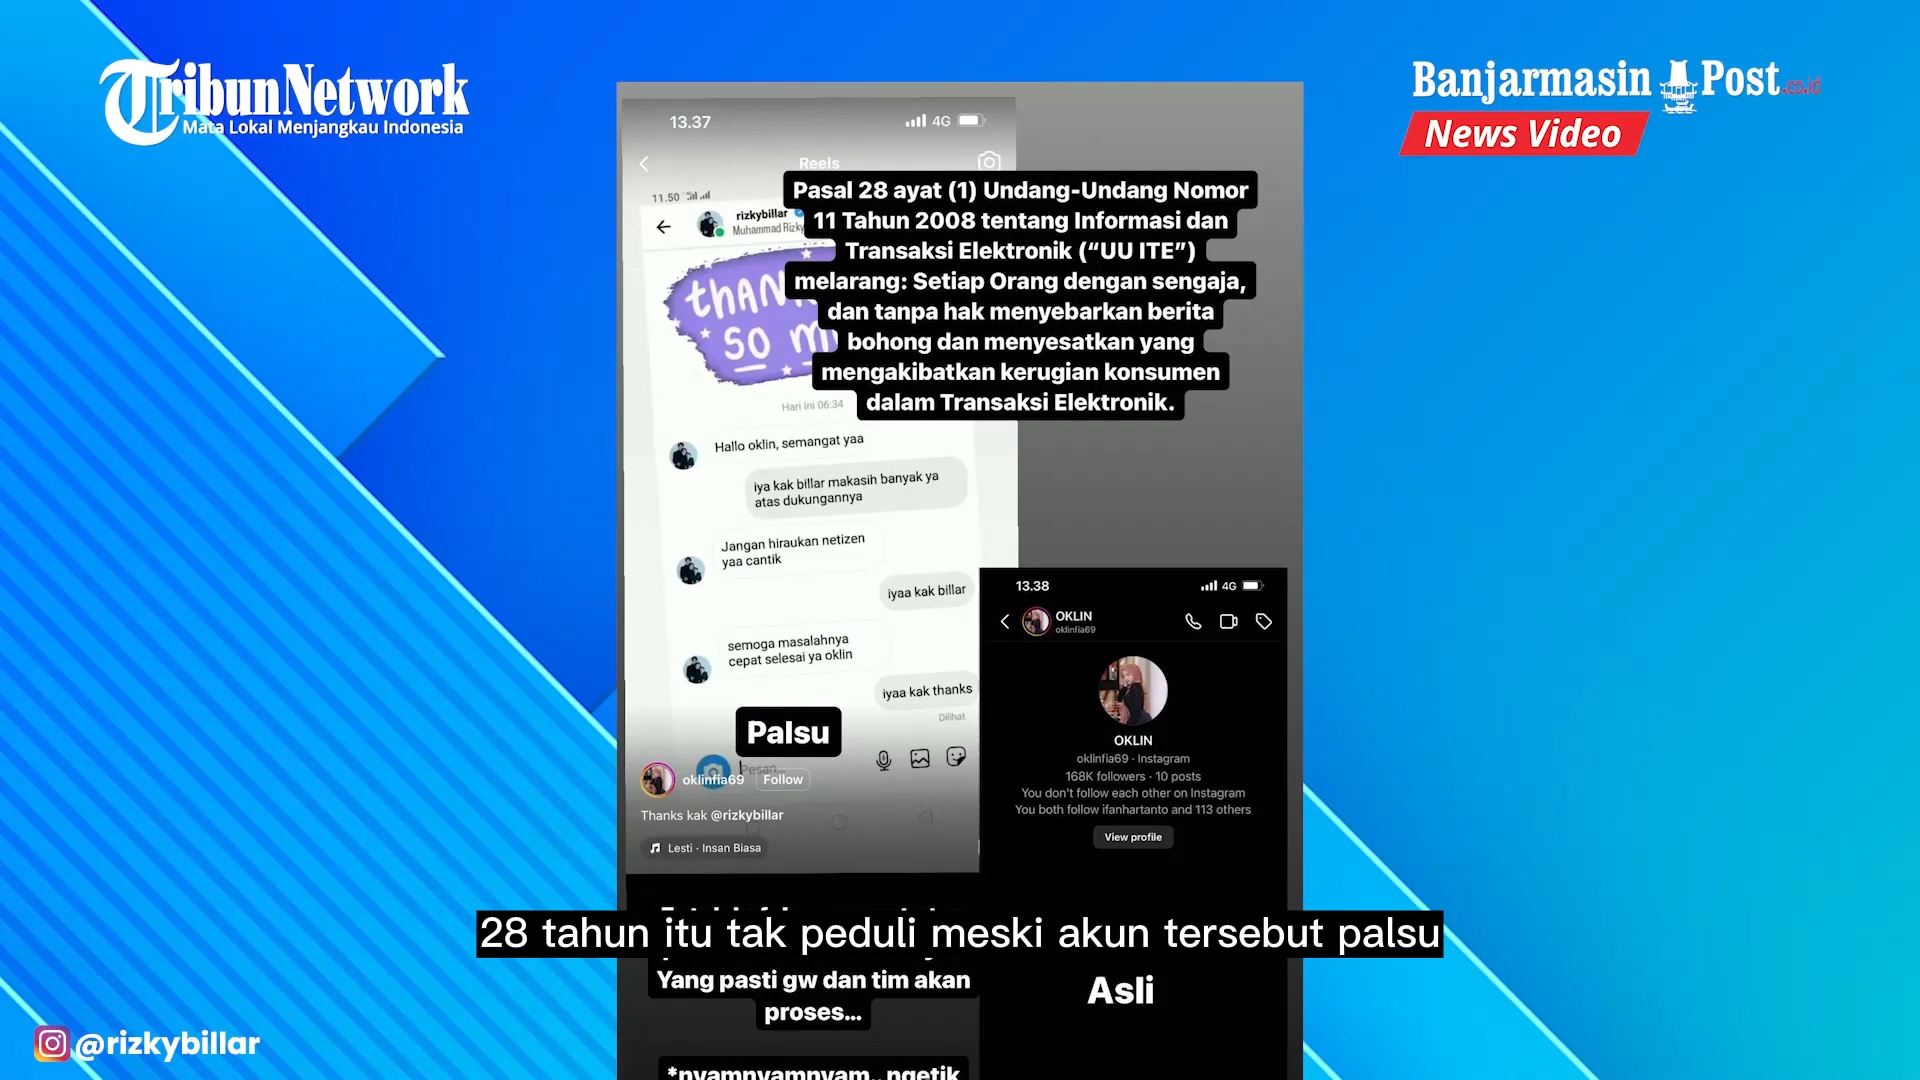 TribunNetwork
Mata Lokal Menjangkau Indonesia
Banjarmasin Post.co.id
News Video
13.37
4G
Reels
11.50
rizkybillar
Muhammad Rizky
Pasal 28 ayat (1) Undang-Undang Nomor
11 Tahun 2008 tentang Informasi dan
Transaksi Elektronik (“UU ITE”)
melarang: Setiap Orang dengan sengaja,
dan tanpa hak menyebarkan berita
bohong dan menyesatkan yang
mengakibatkan kerugian konsumen
dalam Transaksi Elektronik.
THAN
SO M
Hari ini 06:34
Hallo oklin, semangat yaa
iya kak billar makasih banyak ya
atas dukungannya
Jangan hiraukan netizen
yaa cantik
iyaa kak billar
semoga masalahnya
cepat selesai ya oklin
iyaa kak thanks
Dilihat
Palsu
Pesan...
oklinfia69
Follow
Thanks kak @rizkybillar
Lesti · Insan Biasa
13.38
4G
OKLIN
oklinfia69
OKLIN
oklinfia69 · Instagram
168K followers · 10 posts
You don't follow each other on Instagram
You both follow ifanhartanto and 113 others
View profile
28 tahun itu tak peduli meski akun tersebut palsu
Yang pasti gw dan tim akan
proses...
Asli
*nyamnyamnyam.. ngetik
@rizkybillar